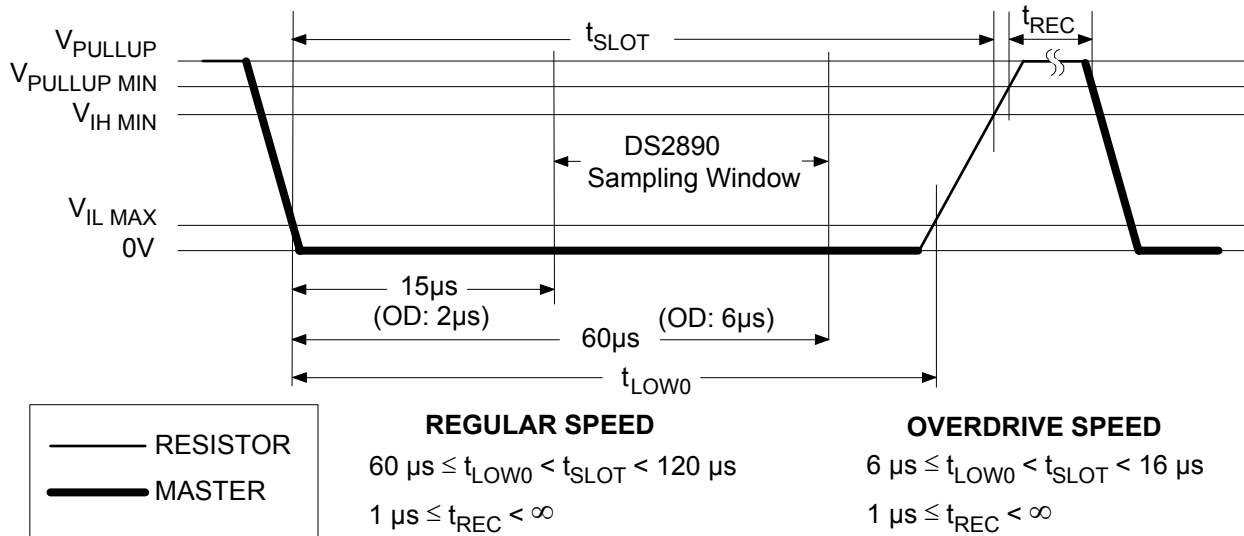 tSLOT
tREC
VPULLUP
VPULLUP MIN
VIH MIN
DS2890
Sampling Window
VIL MAX
0V
15µs
(OD: 2µs)
(OD: 6µs)
60µs
tLOW0
RESISTOR
MASTER
REGULAR SPEED
60 µs ≤ tLOW0 < tSLOT < 120 µs
1 µs ≤ tREC < ∞
OVERDRIVE SPEED
6 µs ≤ tLOW0 < tSLOT < 16 µs
1 µs ≤ tREC < ∞